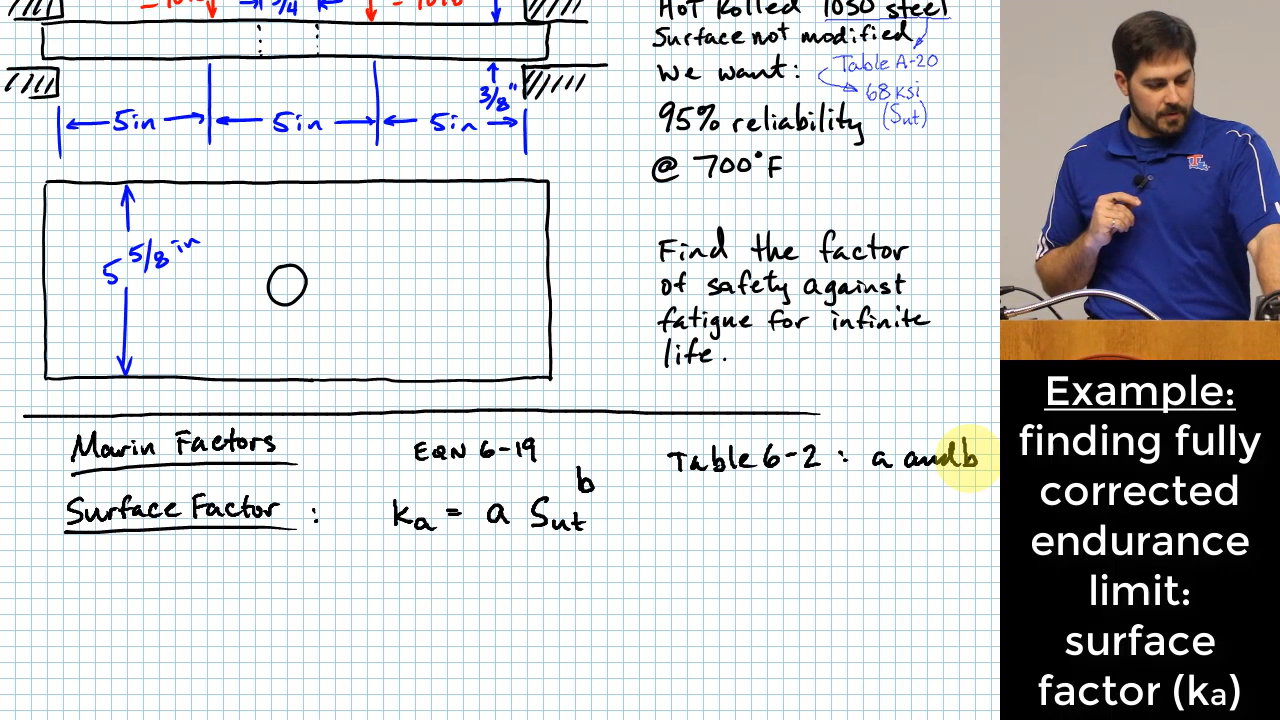 3/4
Hot Rolled 1050 steel
Surface not modified
We want:
Table A-20
68 ksi
(Sut)
95% reliability
@ 700°F
3/8"
5in
5in
5in
5 5/8 in
Find the factor
of safety against
fatigue for infinite
life.
Marin Factors
EQN 6-19
Table 6-2 : a and b
Surface Factor :
ka = a Sut b
Example:
finding fully
corrected
endurance
limit:
surface
factor (ka)